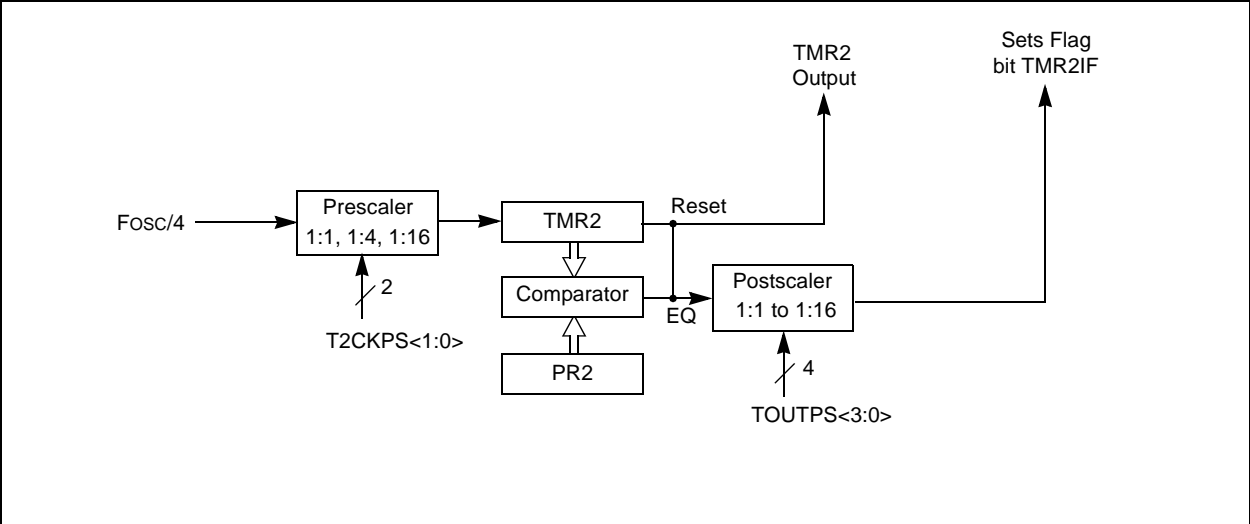 TMR2
Output
Sets Flag
bit TMR2IF
FOSC/4
Prescaler
1:1, 1:4, 1:16
2
T2CKPS<1:0>
TMR2
Reset
Comparator
EQ
PR2
Postscaler
1:1 to 1:16
4
TOUTPS<3:0>